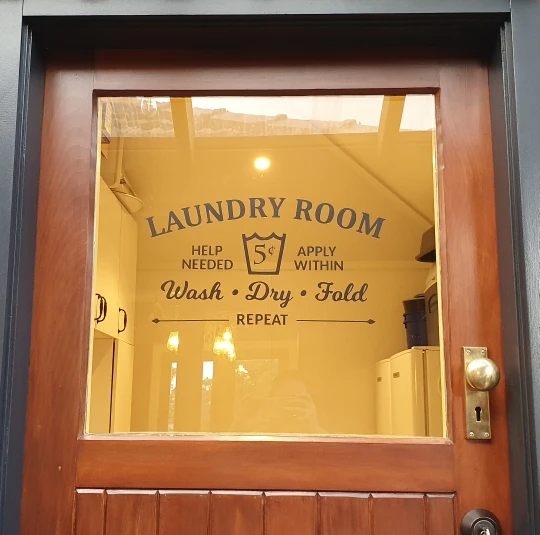 LAUNDRY ROOM
HELP NEEDED
5¢
APPLY WITHIN
Wash • Dry • Fold
REPEAT